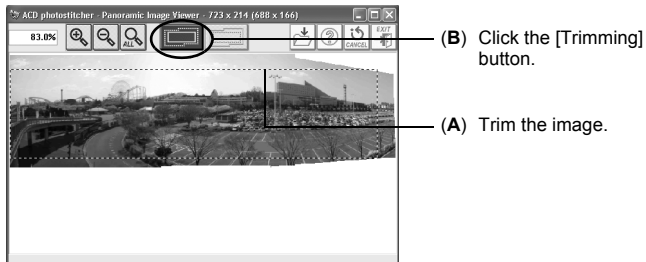 ACD photostitcher - Panoramic Image Viewer - 723 x 214 (688 x 166)
83.0%
ALL
CANCEL
EXIT
(B) Click the [Trimming]
button.
(A) Trim the image.